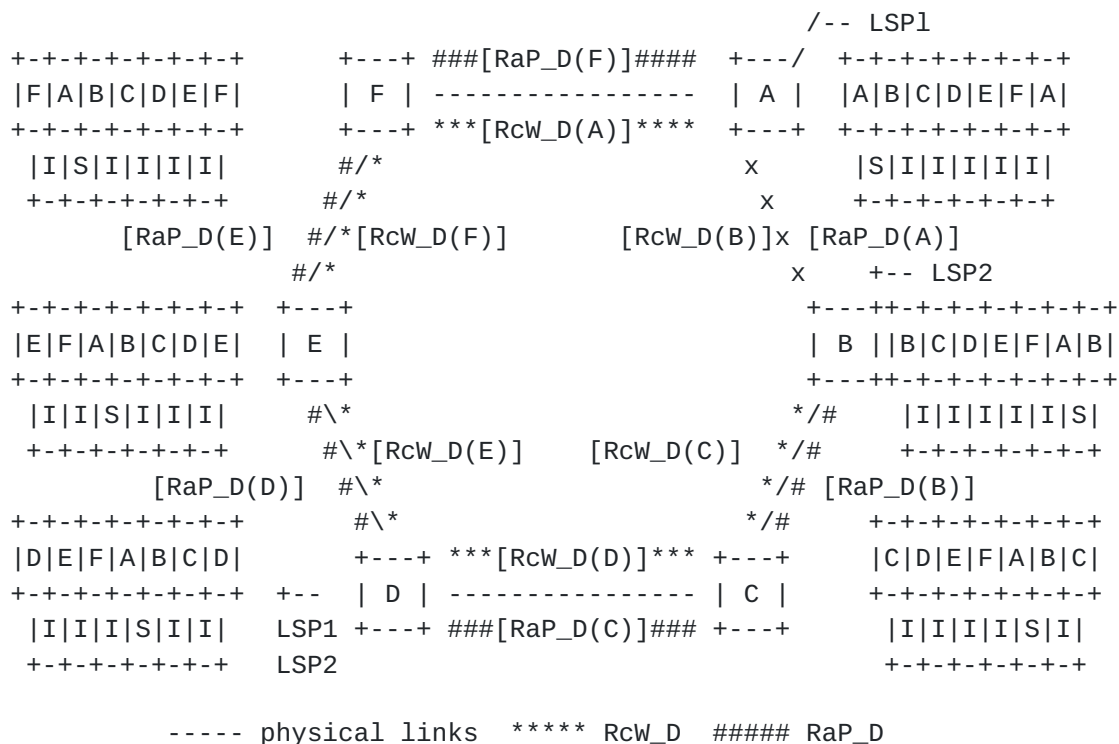 /-- LSPl
+-+-+-+-+-+-+-+      +---+ ###[RaP_D(F)]####  +---/  +-+-+-+-+-+-+-+
|F|A|B|C|D|E|F|      | F | -----------------  | A |  |A|B|C|D|E|F|A|
+-+-+-+-+-+-+-+      +---+ ***[RcW_D(A)]****  +---+  +-+-+-+-+-+-+-+
 |I|S|I|I|I|I|       #/*                       x      |S|I|I|I|I|I|
 +-+-+-+-+-+-+      #/*                         x     +-+-+-+-+-+-+
       [RaP_D(E)]  #/*[RcW_D(F)]       [RcW_D(B)]x [RaP_D(A)]
                  #/*                             x    +-- LSP2
+-+-+-+-+-+-+-+  +---+                             +---++-+-+-+-+-+-+-+
|E|F|A|B|C|D|E|  | E |                             | B ||B|C|D|E|F|A|B|
+-+-+-+-+-+-+-+  +---+                             +---++-+-+-+-+-+-+-+
 |I|I|S|I|I|I|     #\*                            */#    |I|I|I|I|I|S|
 +-+-+-+-+-+-+      #\*[RcW_D(E)]    [RcW_D(C)]  */#     +-+-+-+-+-+-+
         [RaP_D(D)]  #\*                        */# [RaP_D(B)]
+-+-+-+-+-+-+-+       #\*                      */#     +-+-+-+-+-+-+-+
|D|E|F|A|B|C|D|       +---+ ***[RcW_D(D)]*** +---+     |C|D|E|F|A|B|C|
+-+-+-+-+-+-+-+  +--  | D | ---------------- | C |     +-+-+-+-+-+-+-+
 |I|I|I|S|I|I|   LSP1 +---+ ###[RaP_D(C)]### +---+      |I|I|I|I|S|I|
 +-+-+-+-+-+-+   LSP2                                   +-+-+-+-+-+-+
          ----- physical links  ***** RcW_D  ##### RaP_D